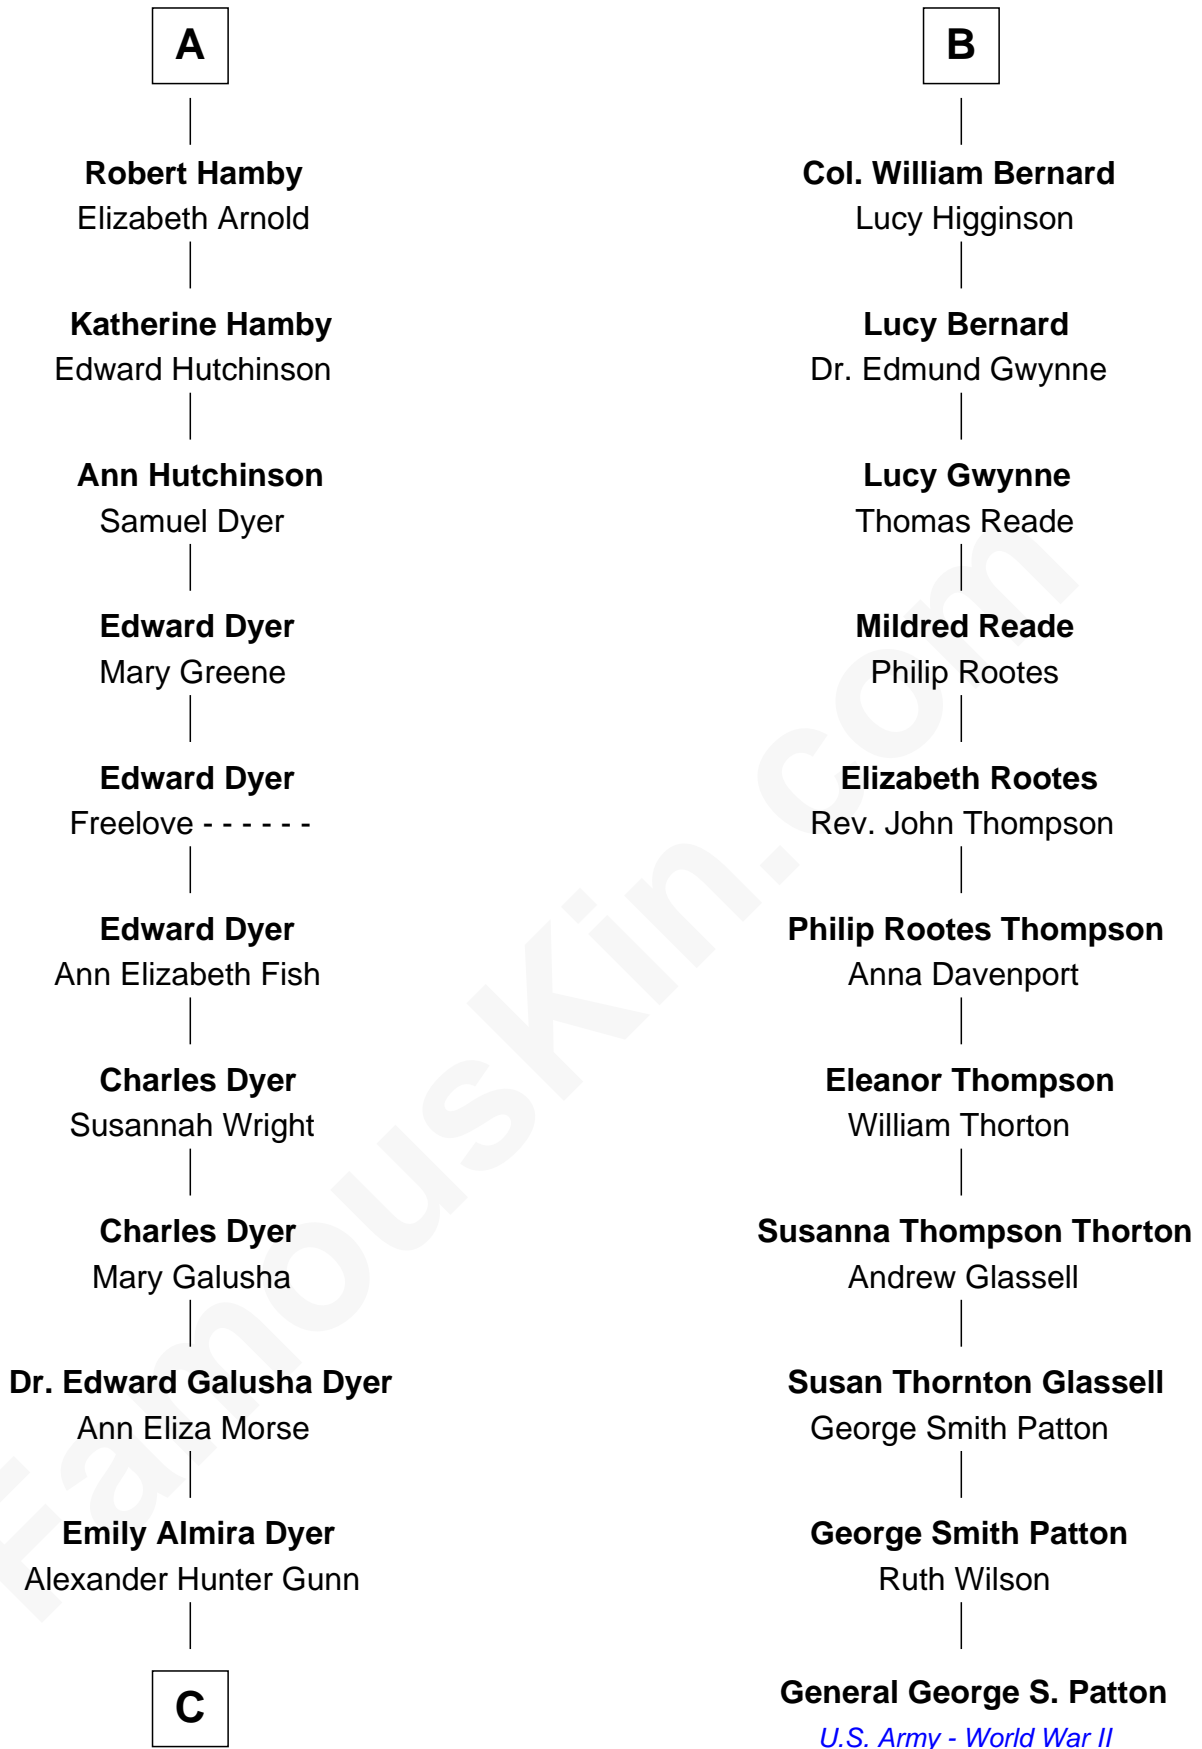 A
Robert Hamby
Elizabeth Arnold
Katherine Hamby
Edward Hutchinson
Ann Hutchinson
Samuel Dyer
Edward Dyer
Mary Greene
Edward Dyer
Freelove - - - - - -
Edward Dyer
Ann Elizabeth Fish
Charles Dyer
Susannah Wright
Charles Dyer
Mary Galusha
Dr. Edward Galusha Dyer
Ann Eliza Morse
Emily Almira Dyer
Alexander Hunter Gunn
C
B
Col. William Bernard
Lucy Higginson
Lucy Bernard
Dr. Edmund Gwynne
Lucy Gwynne
Thomas Reade
Mildred Reade
Philip Rootes
Elizabeth Rootes
Rev. John Thompson
Philip Rootes Thompson
Anna Davenport
Eleanor Thompson
William Thorton
Susanna Thompson Thorton
Andrew Glassell
Susan Thornton Glassell
George Smith Patton
George Smith Patton
Ruth Wilson
General George S. Patton
U.S. Army - World War II
FamousKin.com